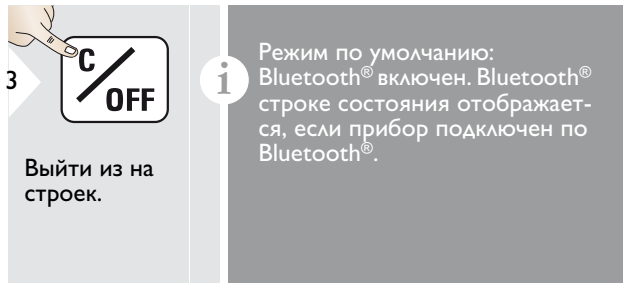 3
C
OFF
Выйти из на
строек.
i
Режим по умолчанию:
Bluetooth® включен. Bluetooth®
строке состояния отображает-
ся, если прибор подключен по
Bluetooth®.